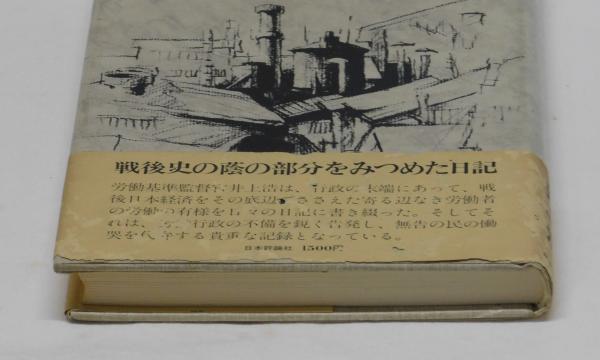 戦後史の蔭の部分をみつめた日記
労働基準監督官井上浩は、行政の末端にあって、戦
後日本経済をその底辺でささえた寄る辺なき労働者
の労働の有様を日々の日記に書き綴った。そしてそ
れは、行政の不備を鋭く告発し、無告の民の慟
哭を代弁する貴重な記録となっている。
日本評論社 1500円